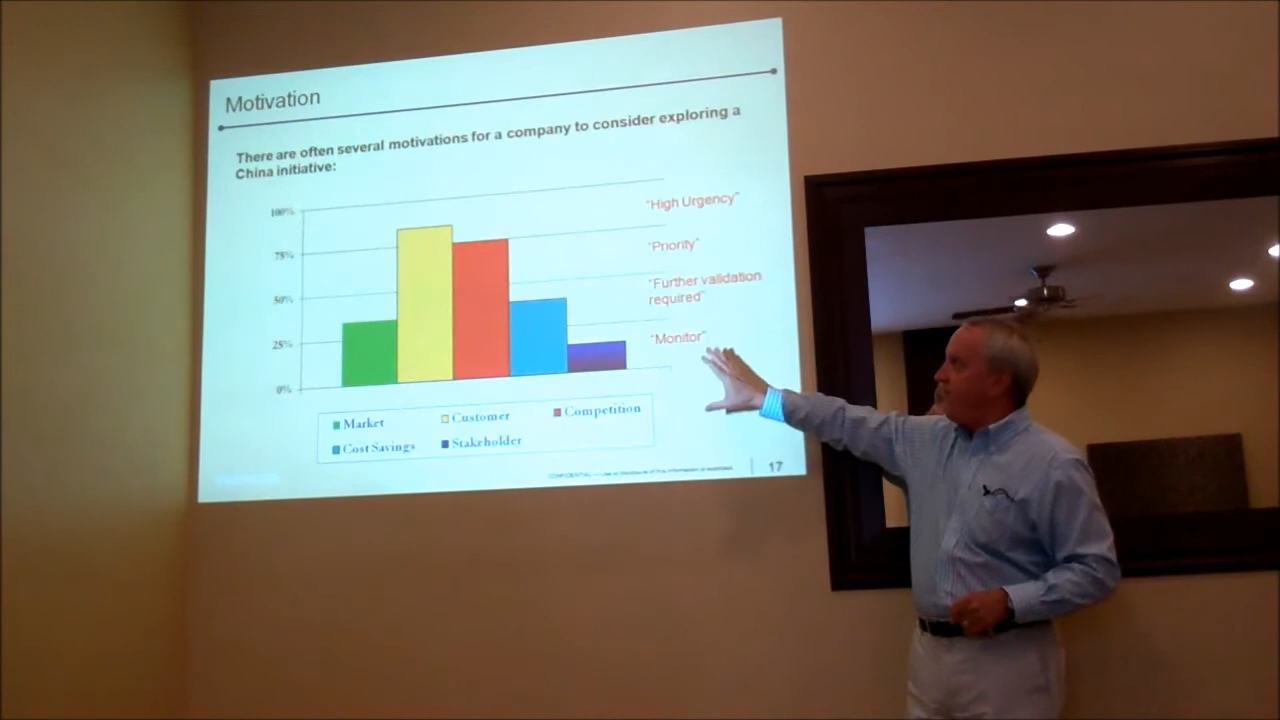 Motivation
There are often several motivations for a company to consider exploring a
China initiative:
100%
75%
50%
25%
0%
"High Urgency"
"Priority"
"Further validation
required"
"Monitor"
Market
Customer
Competition
Cost Savings
Stakeholder
CONFIDENTIAL
17